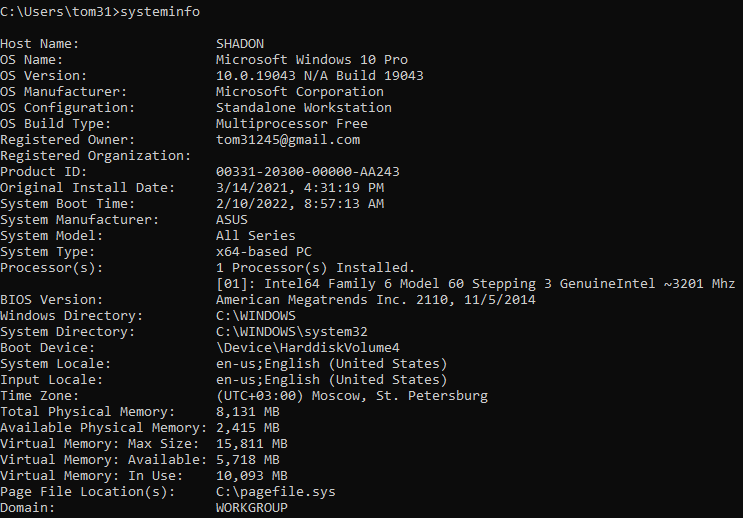 C:\Users\tom31>systeminfo
Host Name: SHADON
OS Name: Microsoft Windows 10 Pro
OS Version: 10.0.19043 N/A Build 19043
OS Manufacturer: Microsoft Corporation
OS Configuration: Standalone Workstation
OS Build Type: Multiprocessor Free
Registered Owner: tom31245@gmail.com
Registered Organization:
Product ID: 00331-20300-00000-AA243
Original Install Date: 3/14/2021, 4:31:19 PM
System Boot Time: 2/10/2022, 8:57:13 AM
System Manufacturer: ASUS
System Model: All Series
System Type: x64-based PC
Processor(s): 1 Processor(s) Installed.
[01]: Intel64 Family 6 Model 60 Stepping 3 GenuineIntel ~3201 Mhz
BIOS Version: American Megatrends Inc. 2110, 11/5/2014
Windows Directory: C:\WINDOWS
System Directory: C:\WINDOWS\system32
Boot Device: \Device\HarddiskVolume4
System Locale: en-us;English (United States)
Input Locale: en-us;English (United States)
Time Zone: (UTC+03:00) Moscow, St. Petersburg
Total Physical Memory: 8,131 MB
Available Physical Memory: 2,415 MB
Virtual Memory: Max Size: 15,811 MB
Virtual Memory: Available: 5,718 MB
Virtual Memory: In Use: 10,093 MB
Page File Location(s): C:\pagefile.sys
Domain: WORKGROUP